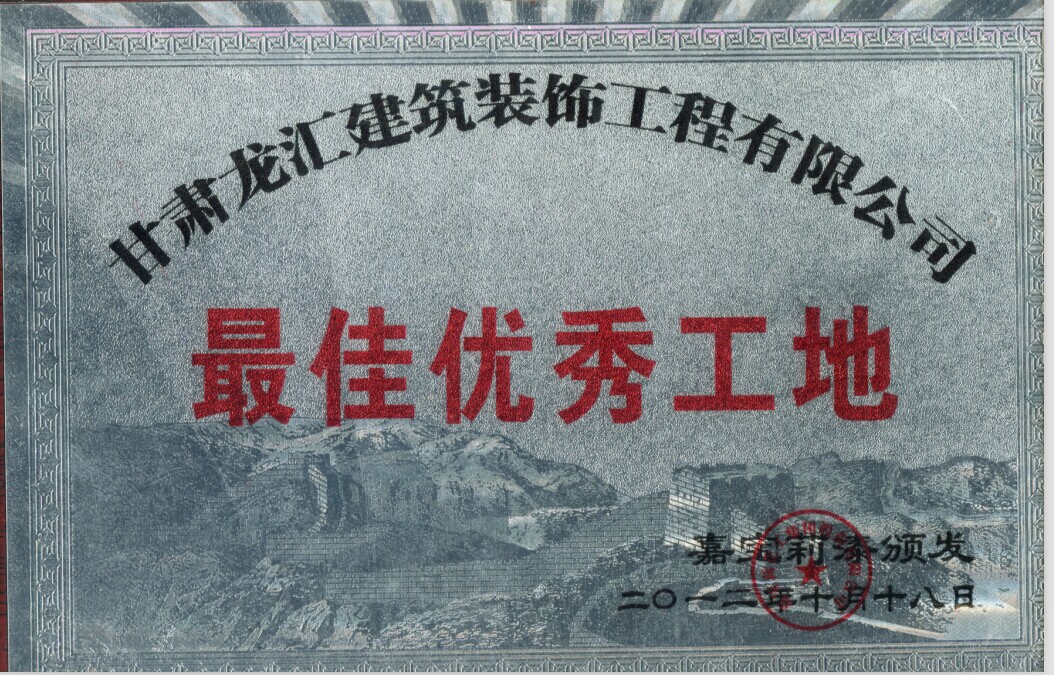 甘肃龙汇建筑装饰工程有限公司
最佳优秀工地
嘉宝莉漆颁发
二〇一二年十月十八日